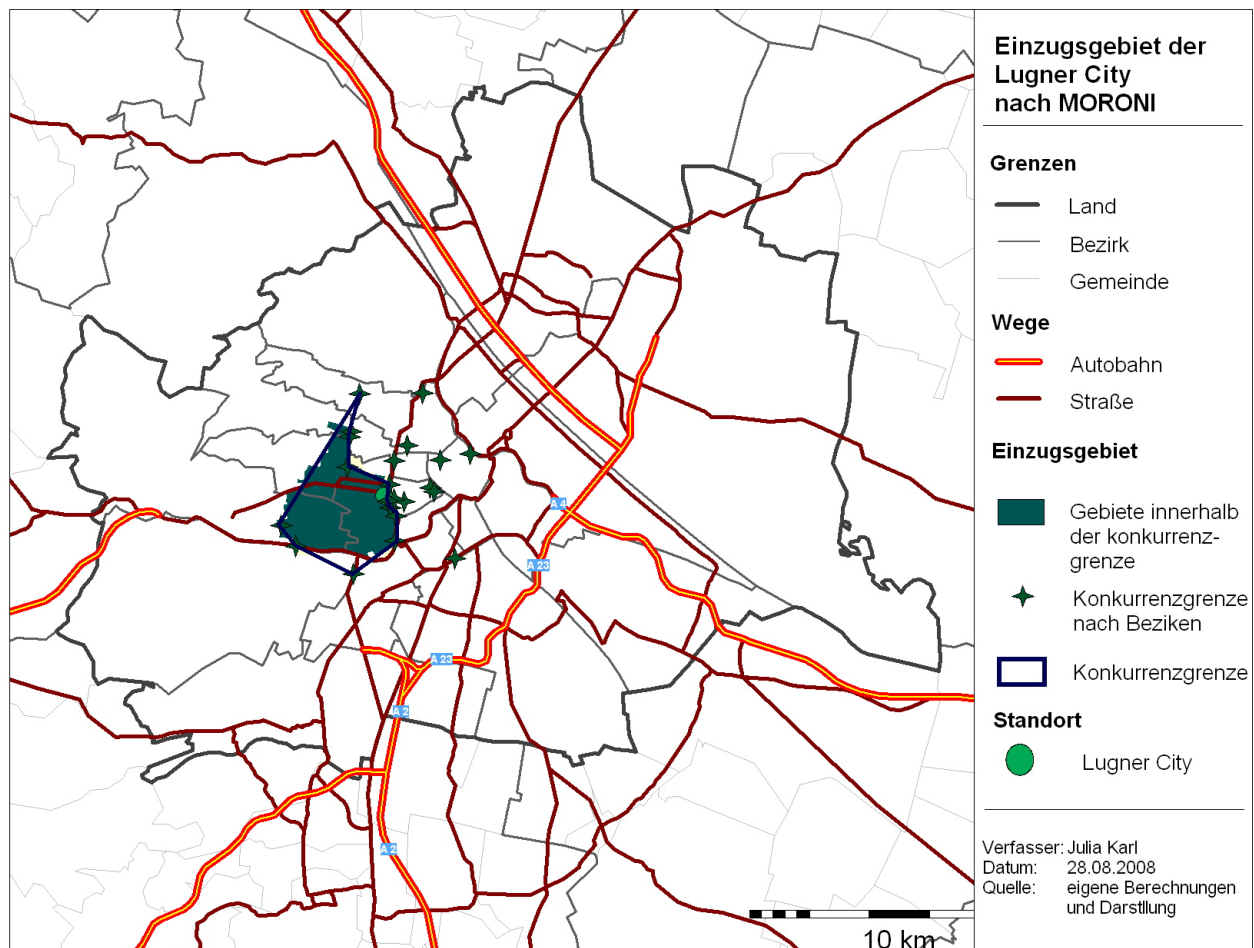 Einzugsgebiet der
Lugner City
nach MORONI
Grenzen
Land
Bezirk
Gemeinde
Wege
Autobahn
Straße
Einzugsgebiet
Gebiete innerhalb
der konkurrenz-
grenze
Konkurrenzgrenze
nach Beziken
Konkurrenzgrenze
Standort
Lugner City
Verfasser: Julia Karl
Datum: 28.08.2008
Quelle: eigene Berechnungen
und Darstllung
A 4
A 23
A 23
A 2
A 2
10 km